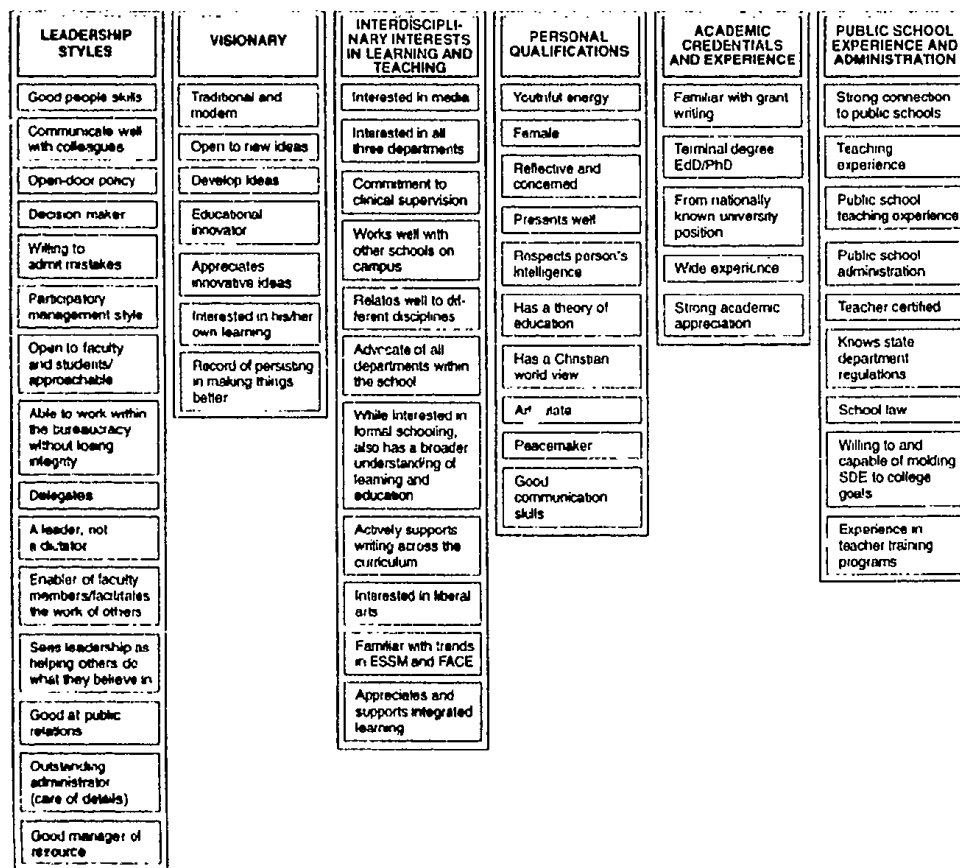 LEADERSHIP
STYLES
Good people skills
Communicate well
with colleagues
Open-door policy
Decision maker
Willing to
admit mistakes
Participatory
management style
Open to faculty
and students/
approachable
Able to work within
the bureaucracy
without losing
integrity
Delegates
A leader, not
a dictator
Enabler of faculty
members/facilitates
the work of others
Sees leadership as
helping others do
what they believe in
Good at public
relations
Outstanding
administrator
(care of details)
Good manager of
resource
VISIONARY
Traditional and
modern
Open to new ideas
Develop ideas
Educational
innovator
Appreciates
innovative ideas
Interested in his/her
own learning
Record of persisting
in making things
better
INTERDISCIPLI-
NARY INTERESTS
IN LEARNING AND
TEACHING
Interested in media
Interested in all
three departments
Commitment to
clinical supervision
Works well with
other schools on
campus
Relates well to dif-
ferent disciplines
Advocate of all
departments within
the school
While interested in
formal schooling,
also has a broader
understanding of
learning and
education
Actively supports
writing across the
curriculum
Interested in liberal
arts
Familiar with trends
in ESSM and FACE
Appreciates and
supports integrated
learning
PERSONAL
QUALIFICATIONS
Youthful energy
Female
Reflective and
concerned
Presents well
Respects person's
intelligence
Has a theory of
education
Has a Christian
world view
Peacemaker
Good
communication
skills
ACADEMIC
CREDENTIALS
AND EXPERIENCE
Familiar with grant
writing
Terminal degree
EdD/PhD
From nationally
known university
position
Wide experience
Strong academic
appreciation
PUBLIC SCHOOL
EXPERIENCE AND
ADMINISTRATION
Strong connection
to public schools
Teaching
experience
Public school
teaching experience
Public school
administration
Teacher certified
Knows state
department
regulations
School law
Willing to and
capable of molding
SDE to college
goals
Experience in
teacher training
programs